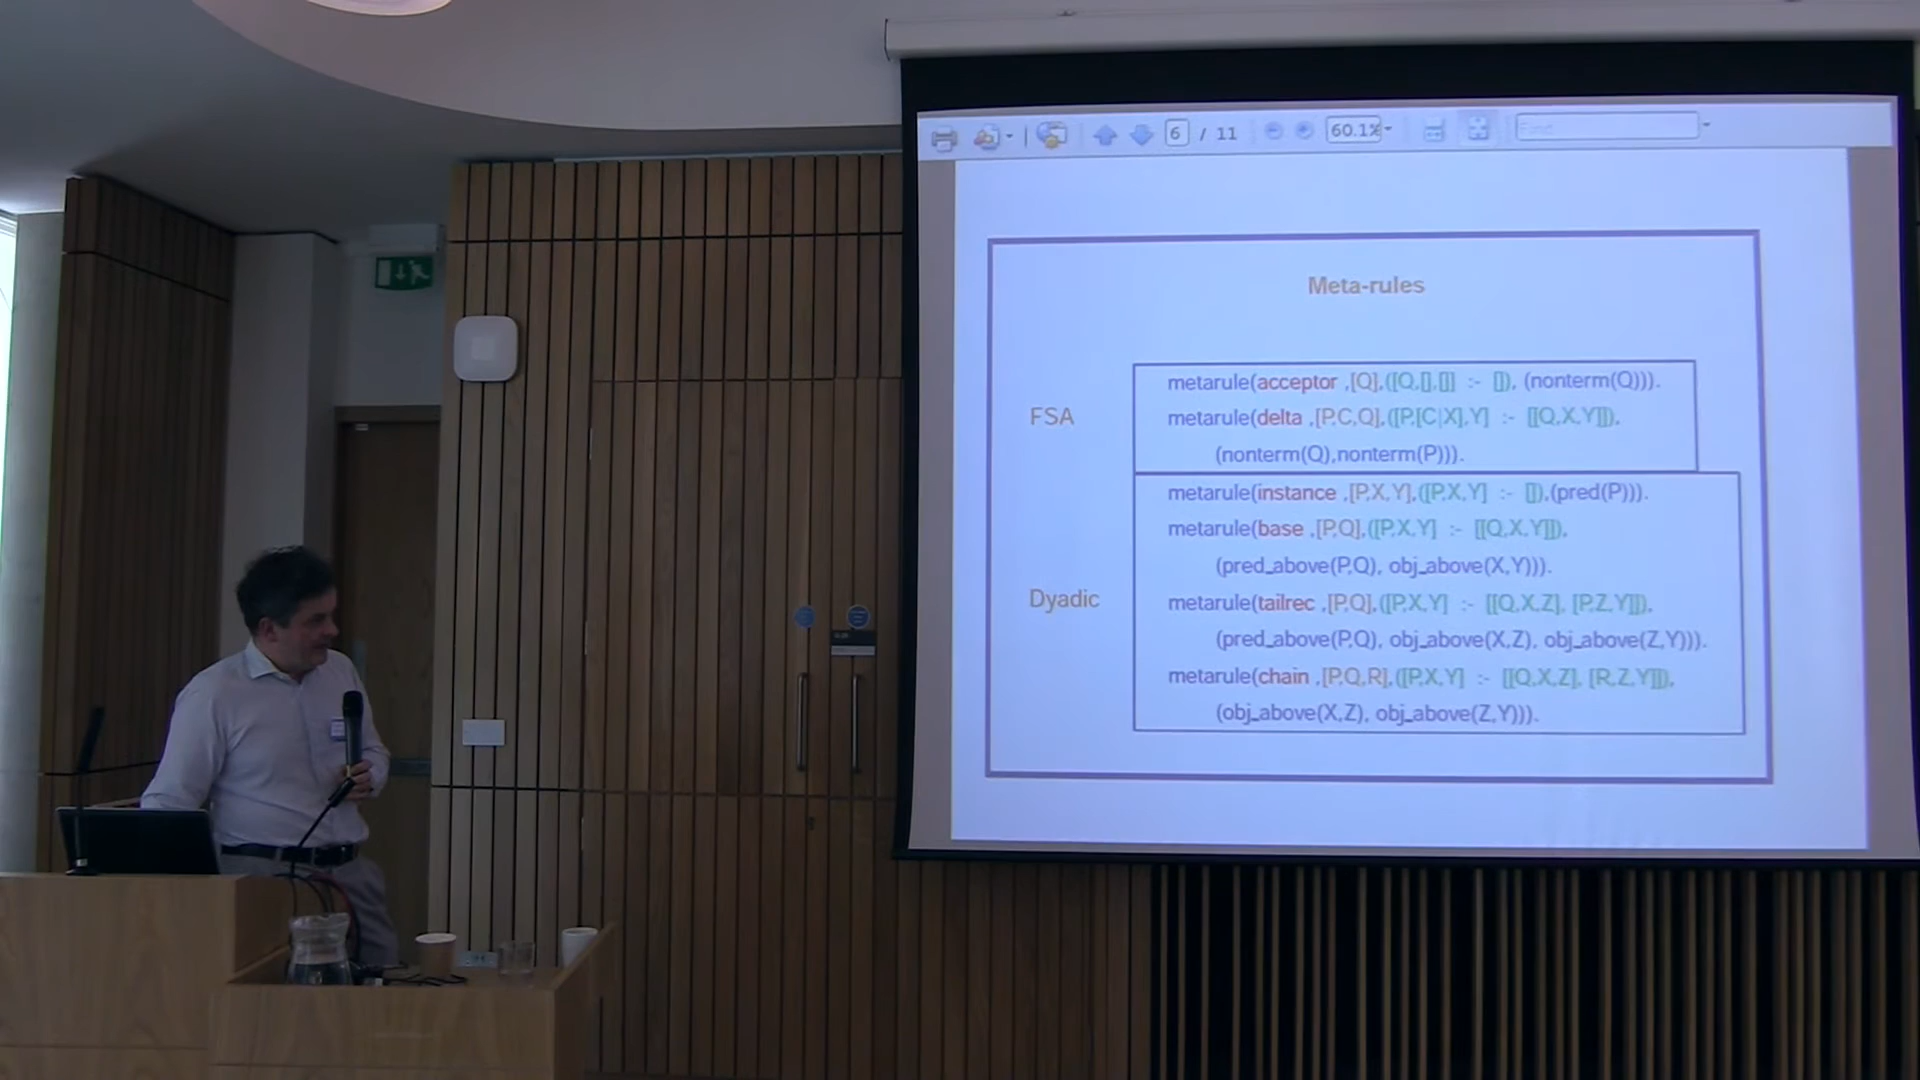 6 / 11 60.1%
Meta-rules
FSA
metarule(acceptor ,[Q],([Q,[],[]] :- []), (nonterm(Q))).
metarule(delta ,[P,C,Q],([P,[C|X],Y] :- [[Q,X,Y]]),
(nonterm(Q),nonterm(P))).
Dyadic
metarule(instance ,[P,X,Y],([P,X,Y] :- []),(pred(P))).
metarule(base ,[P,Q],([P,X,Y] :- [[Q,X,Y]]),
(pred_above(P,Q), obj_above(X,Y))).
metarule(tailrec ,[P,Q],([P,X,Y] :- [[Q,X,Z], [P,Z,Y]]),
(pred_above(P,Q), obj_above(X,Z), obj_above(Z,Y))).
metarule(chain ,[P,Q,R],([P,X,Y] :- [[Q,X,Z], [R,Z,Y]]),
(obj_above(X,Z), obj_above(Z,Y))).